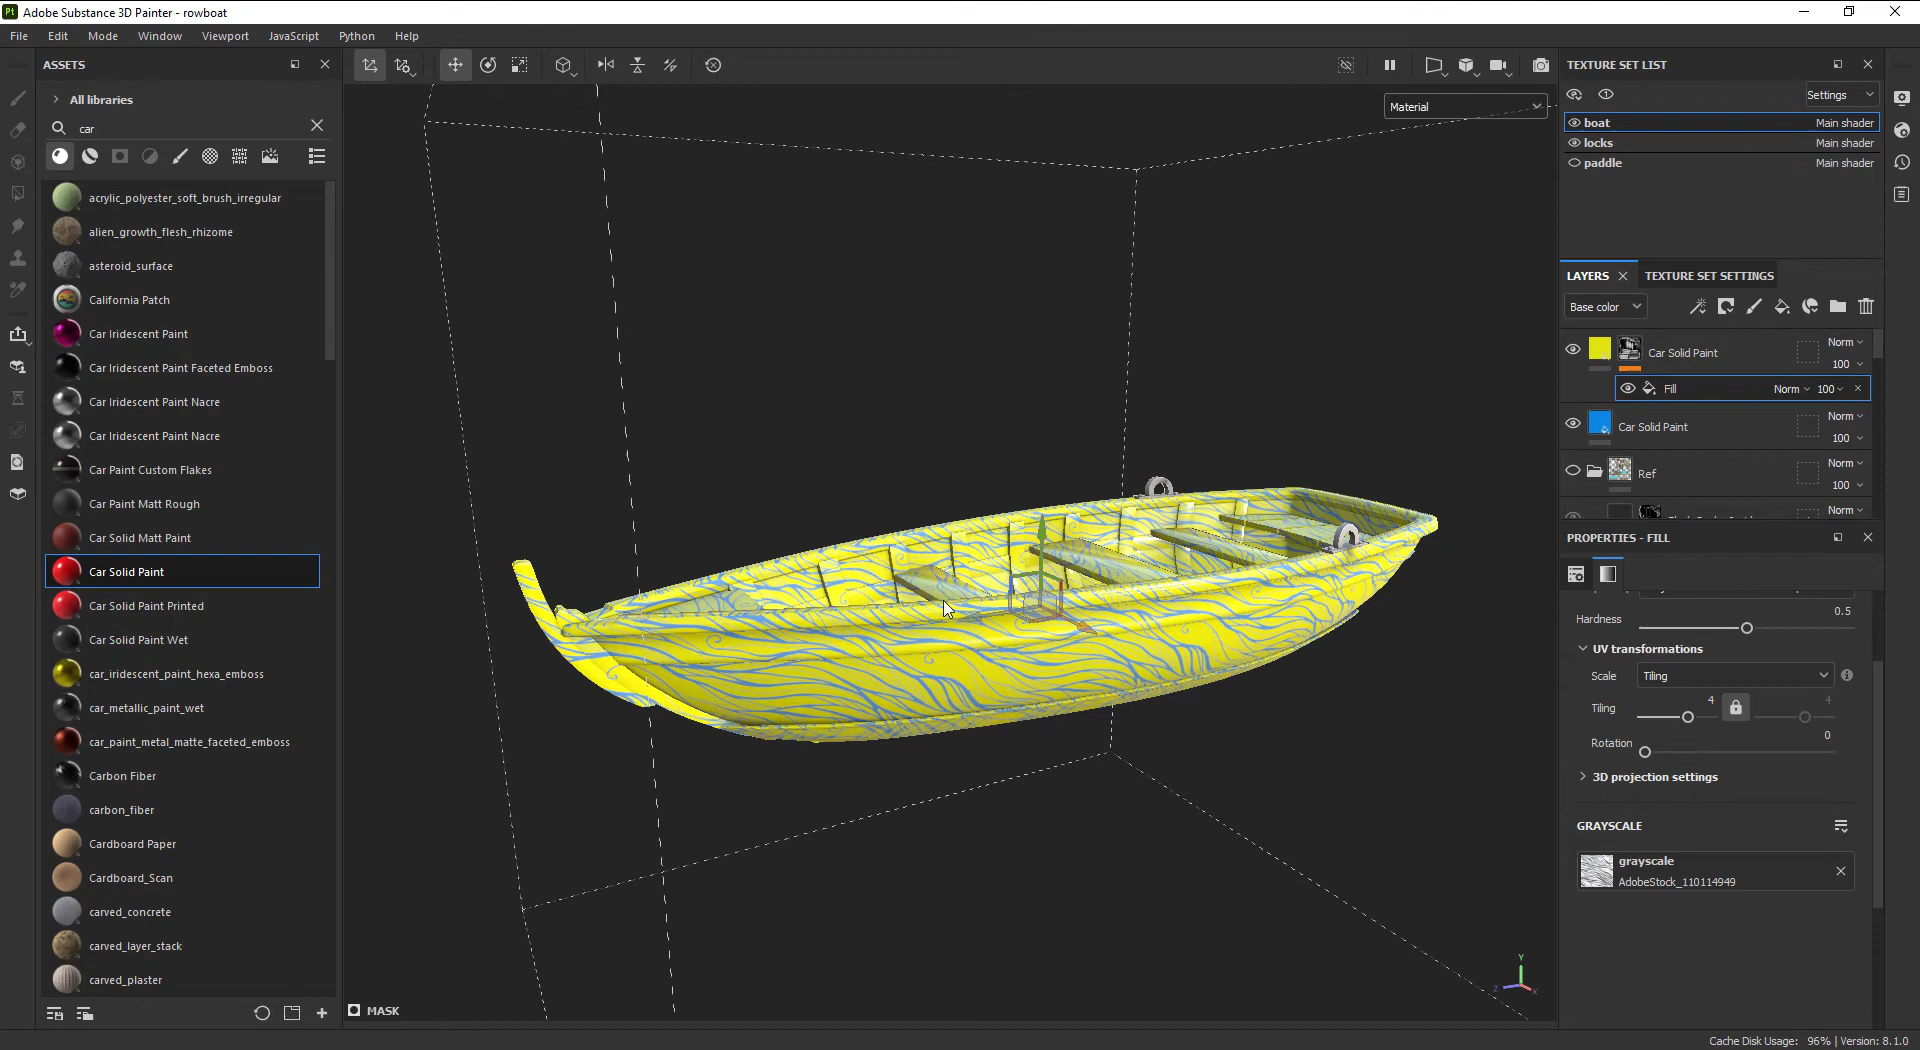 Pt Adobe Substance 3D Painter - rowboat
File Edit Mode Window Viewport JavaScript Python Help
ASSETS
All libraries
car
acrylic_polyester_soft_brush_irregular
alien_growth_flesh_rhizome
asteroid_surface
California Patch
Car Iridescent Paint
Car Iridescent Paint Faceted Emboss
Car Iridescent Paint Nacre
Car Iridescent Paint Nacre
Car Paint Custom Flakes
Car Paint Matt Rough
Car Solid Matt Paint
Car Solid Paint
Car Solid Paint Printed
Car Solid Paint Wet
car_iridescent_paint_hexa_emboss
car_metallic_paint_wet
car_paint_metal_matte_faceted_emboss
Carbon Fiber
carbon_fiber
Cardboard Paper
Cardboard_Scan
carved_concrete
carved_layer_stack
carved_plaster
Material
MASK
Y
Z
X
TEXTURE SET LIST
Settings
boat Main shader
locks Main shader
paddle Main shader
LAYERS TEXTURE SET SETTINGS
Base color
Car Solid Paint Norm
100
Fill Norm 100
Car Solid Paint Norm
100
Ref Norm
100
Norm
PROPERTIES - FILL
Hardness 0.5
UV transformations
Scale Tiling
Tiling 4 4
Rotation 0
3D projection settings
GRAYSCALE
grayscale
AdobeStock_110114949
Cache Disk Usage: 96% | Version: 8.1.0